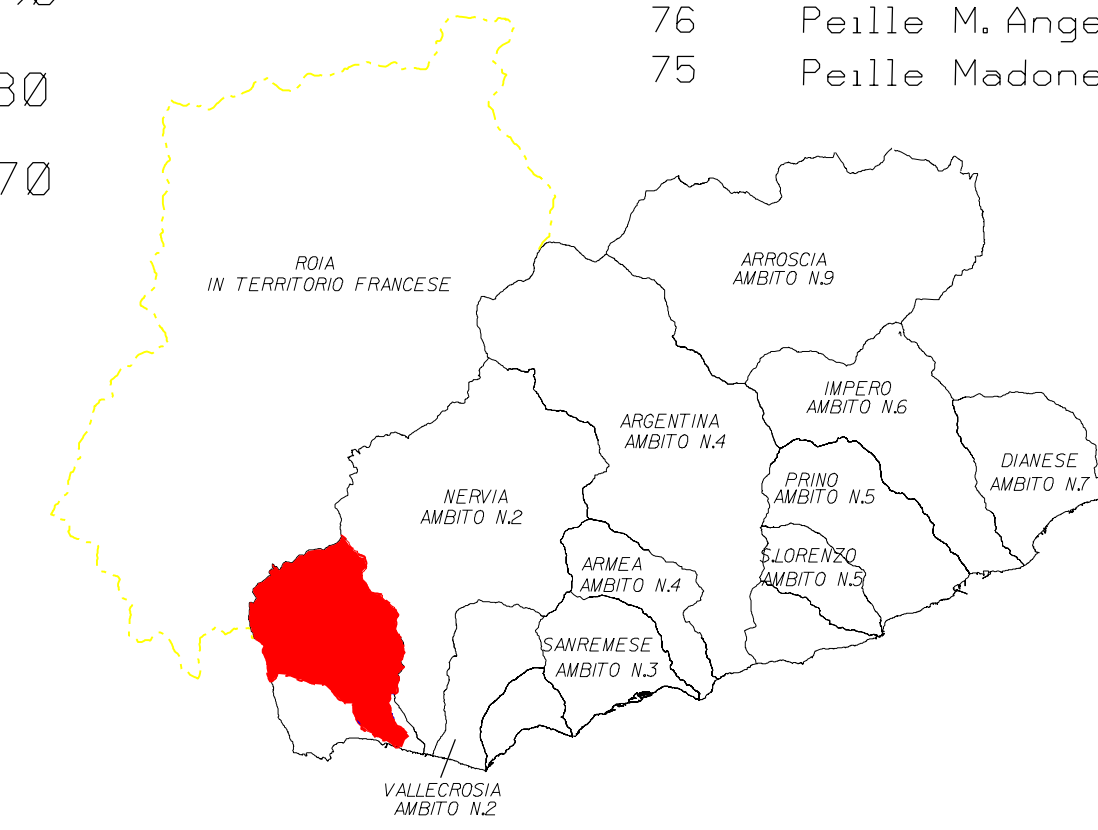 76 Peille M. Ange
75 Peille Madone
80
70
ROIA
IN TERRITORIO FRANCESE
ARROSCIA
AMBITO N.9
IMPERO
AMBITO N.6
ARGENTINA
AMBITO N.4
DIANESE
AMBITO N.7
PRINO
AMBITO N.5
NERVIA
AMBITO N.2
S.LORENZO
AMBITO N.5
ARMEA
AMBITO N.4
SANREMESE
AMBITO N.3
VALLECROSIA
AMBITO N.2